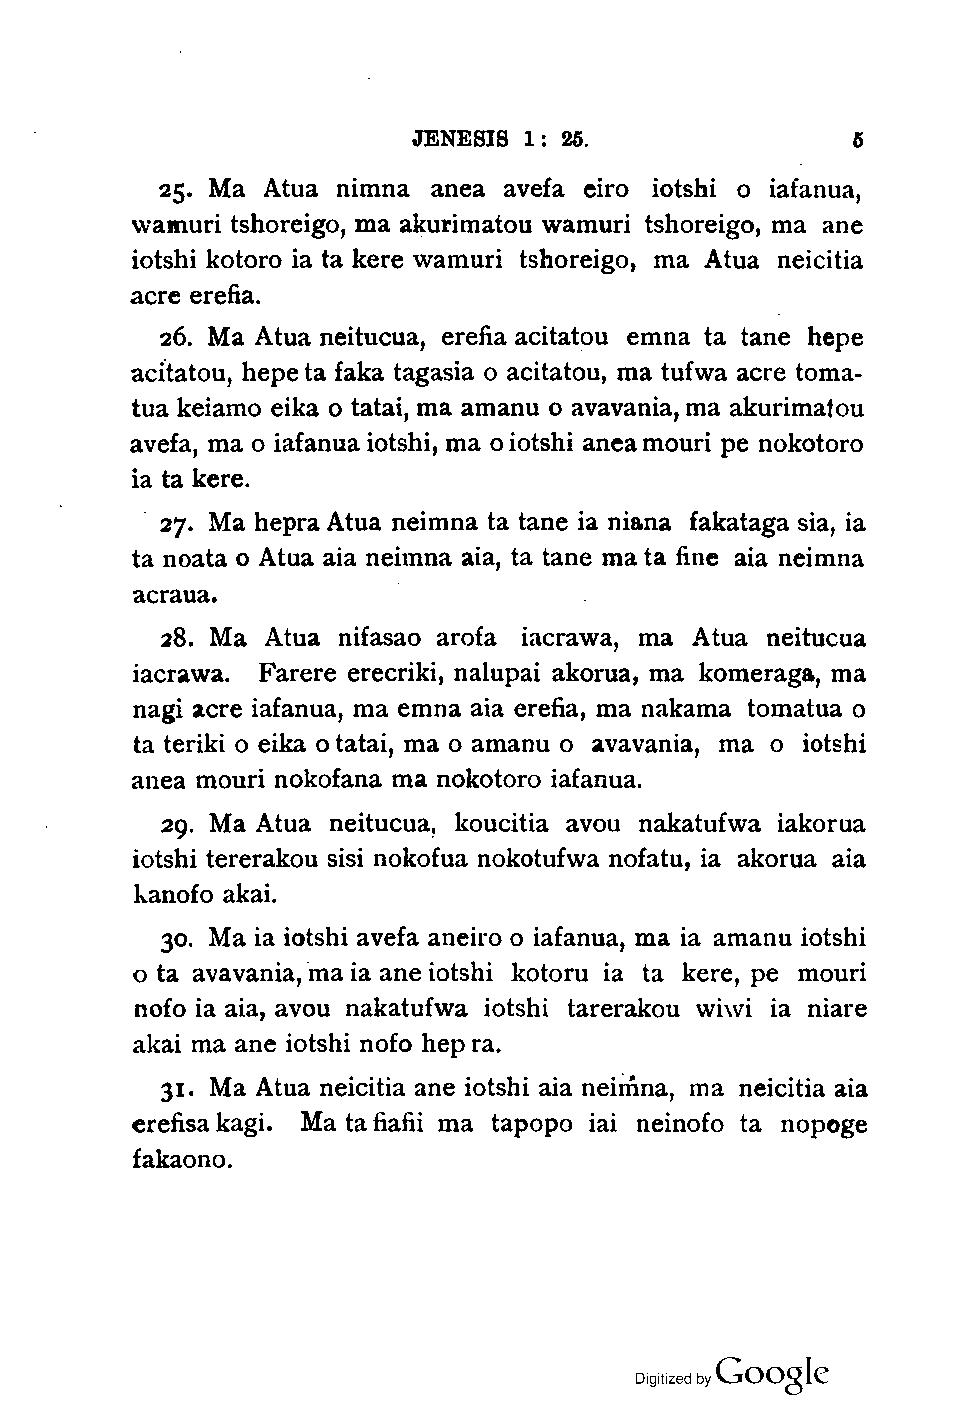 JENESIS 1: 25. 5
25. Ma Atua nimna anea avefa eiro iotshi o iafanua,
wamuri tshoreigo, ma akurimatou wamuri tshoreigo, ma ane
iotshi kotoro ia ta kere wamuri tshoreigo, ma Atua neicitia
acre erefia.
26. Ma Atua neitucua, erefia acitatou emna ta tane hepe
acitatou, hepe ta faka tagasia o acitatou, ma tufwa acre toma-
tua keiamo eika o tatai, ma amanu o avavania, ma akurimatou
avefa, ma o iafanua iotshi, ma o iotshi anea mouri pe nokotoro
ia ta kere.
27. Ma hepra Atua neimna ta tane ia niana fakataga sia, ia
ta noata o Atua aia neimna aia, ta tane ma ta fine aia neimna
acraua.
28. Ma Atua nifasao arofa iacrawa, ma Atua neitucua
iacrawa. Farere erecriki, nalupai akorua, ma komeraga, ma
nagi acre iafanua, ma emna aia erefia, ma nakama tomatua o
ta teriki o eika o tatai, ma o amanu o avavania, ma o iotshi
anea mouri nokofana ma nokotoro iafanua.
29. Ma Atua neitucua, koucitia avou nakatufwa iakorua
iotshi tererakou sisi nokofua nokotufwa nofatu, ia akorua aia
kanofo akai.
30. Ma ia iotshi avefa aneiro o iafanua, ma ia amanu iotshi
o ta avavania, ma ia ane iotshi kotoru ia ta kere, pe mouri
nofo ia aia, avou nakatufwa iotshi tarerakou wiwi ia niare
akai ma ane iotshi nofo hep ra.
31. Ma Atua neicitia ane iotshi aia neimna, ma neicitia aia
erefisa kagi. Ma ta fiafii ma tapopo iai neinofo ta nopoge
fakaono.
Digitized by Google